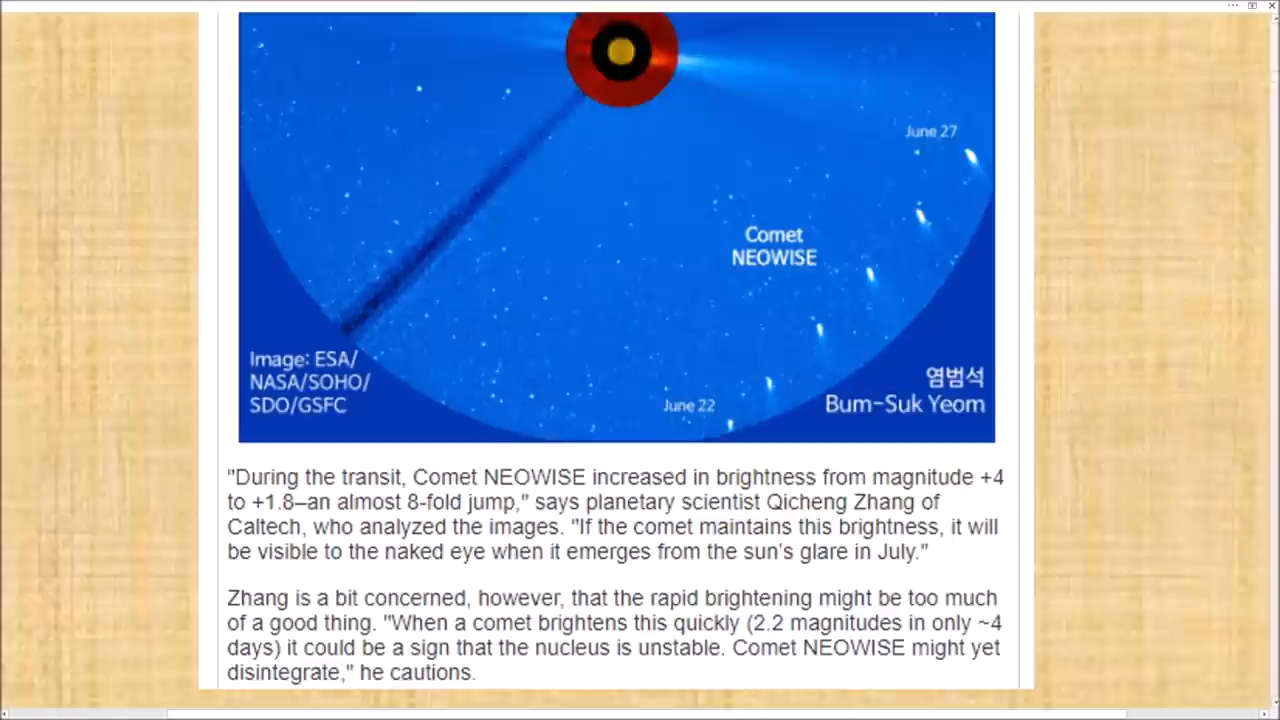 June 27
Comet
NEOWISE
Image: ESA/
NASA/SOHO/
SDO/GSFC
June 22
염범석
Bum-Suk Yeom
"During the transit, Comet NEOWISE increased in brightness from magnitude +4
to +1.8–an almost 8-fold jump," says planetary scientist Qicheng Zhang of
Caltech, who analyzed the images. "If the comet maintains this brightness, it will
be visible to the naked eye when it emerges from the sun's glare in July."
Zhang is a bit concerned, however, that the rapid brightening might be too much
of a good thing. "When a comet brightens this quickly (2.2 magnitudes in only ~4
days) it could be a sign that the nucleus is unstable. Comet NEOWISE might yet
disintegrate," he cautions.